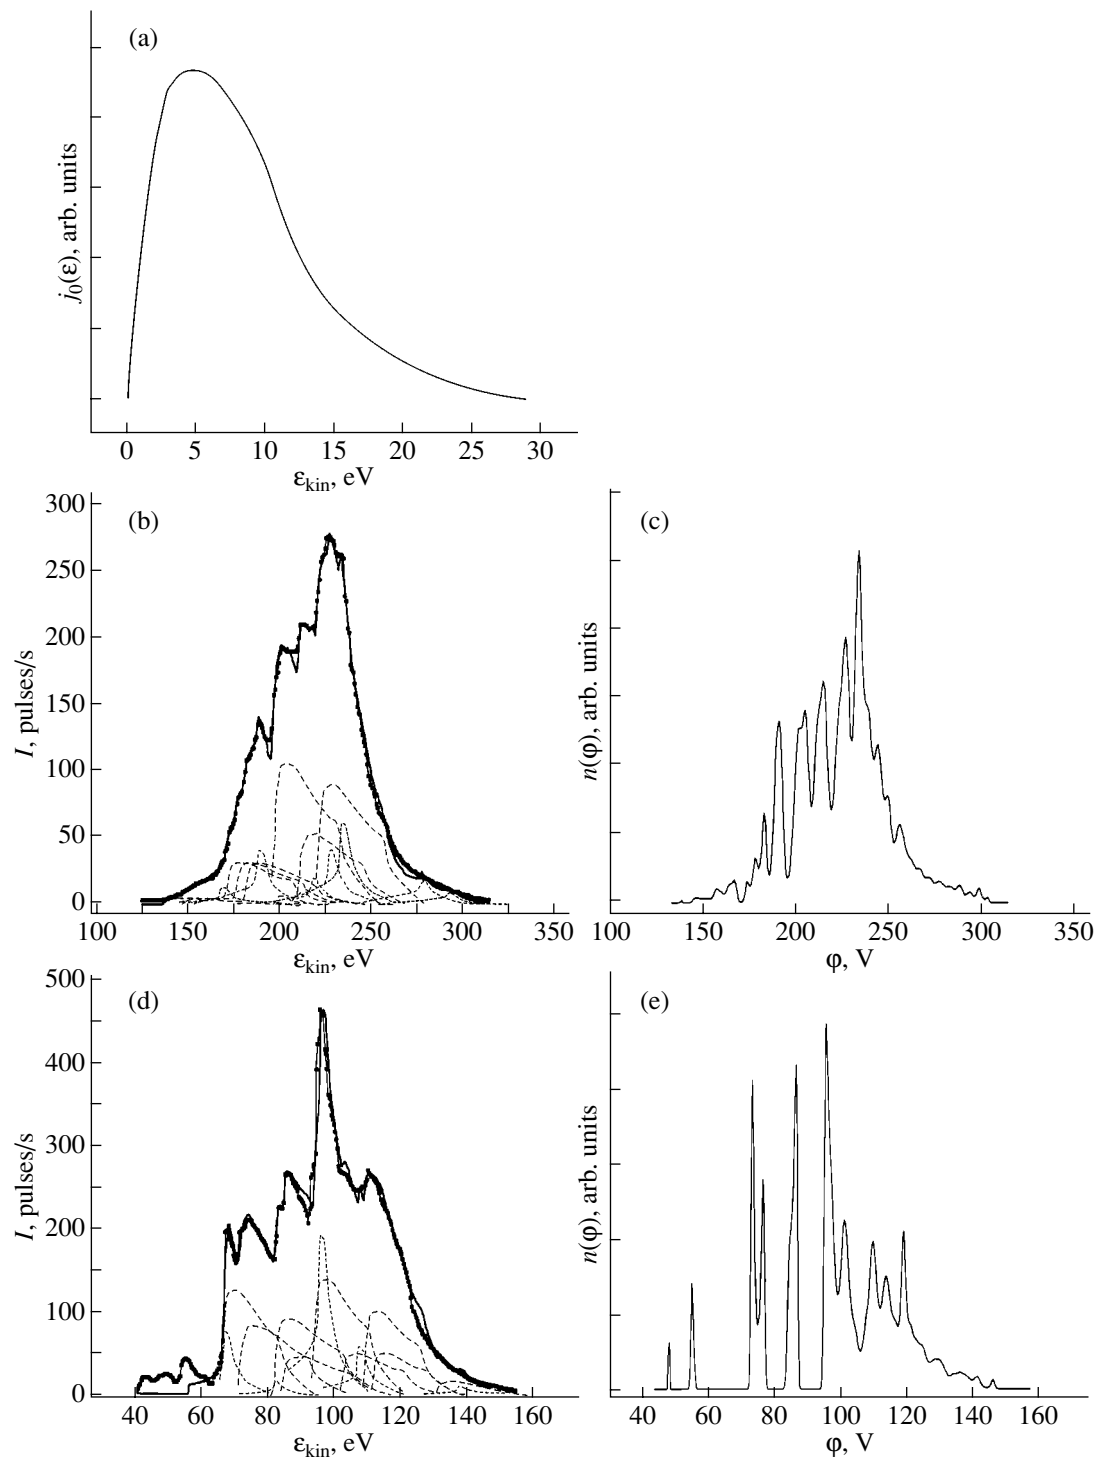 (a)
j0(ε), arb. units
0 5 10 15 20 25 30
εkin, eV
(b)
I, pulses/s
300
250
200
150
100
50
0
100 150 200 250 300 350
εkin, eV
(c)
n(φ), arb. units
100 150 200 250 300 350
φ, V
(d)
I, pulses/s
500
400
300
200
100
0
40 60 80 100 120 140 160
εkin, eV
(e)
n(φ), arb. units
40 60 80 100 120 140 160
φ, V